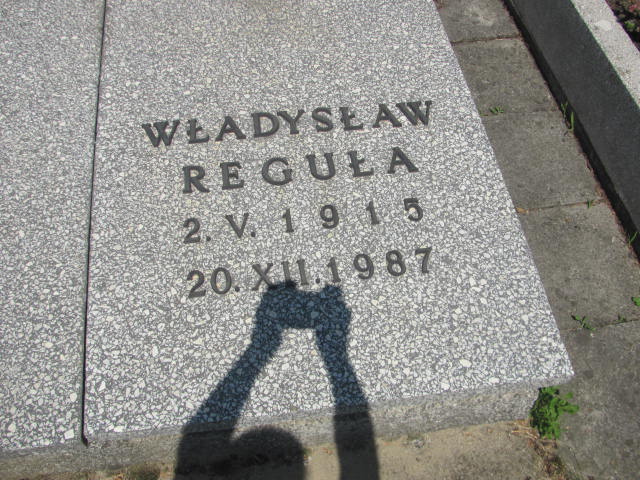 WŁADYSŁAW
REGUŁA
2. V. 1915
20. XII. 1987